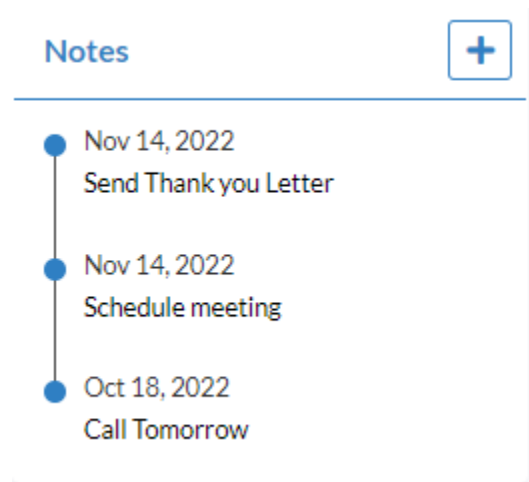 Notes
Nov 14, 2022
Send Thank you Letter
Nov 14, 2022
Schedule meeting
Oct 18, 2022
Call Tomorrow